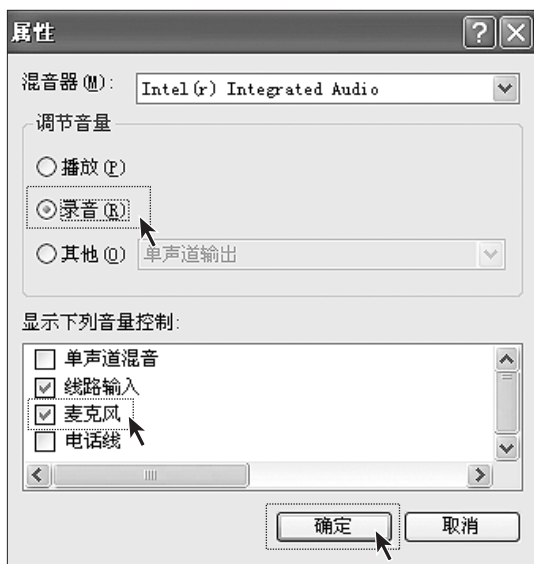 属性
混音器(M): Intel(r) Integrated Audio
调节音量
播放(P)
录音(R)
其他(O) 单声道输出
显示下列音量控制:
单声道混音
线路输入
麦克风
电话线
确定 取消